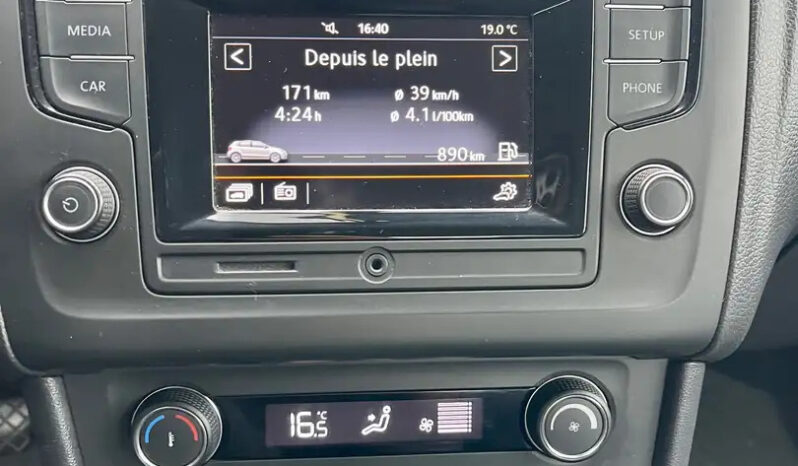 16:40 19.0 °C
MEDIA
SETUP
Depuis le plein
CAR
PHONE
171 km ø 39 km/h
4:24 h ø 4.1 l/100km
890 km
16.5 °C